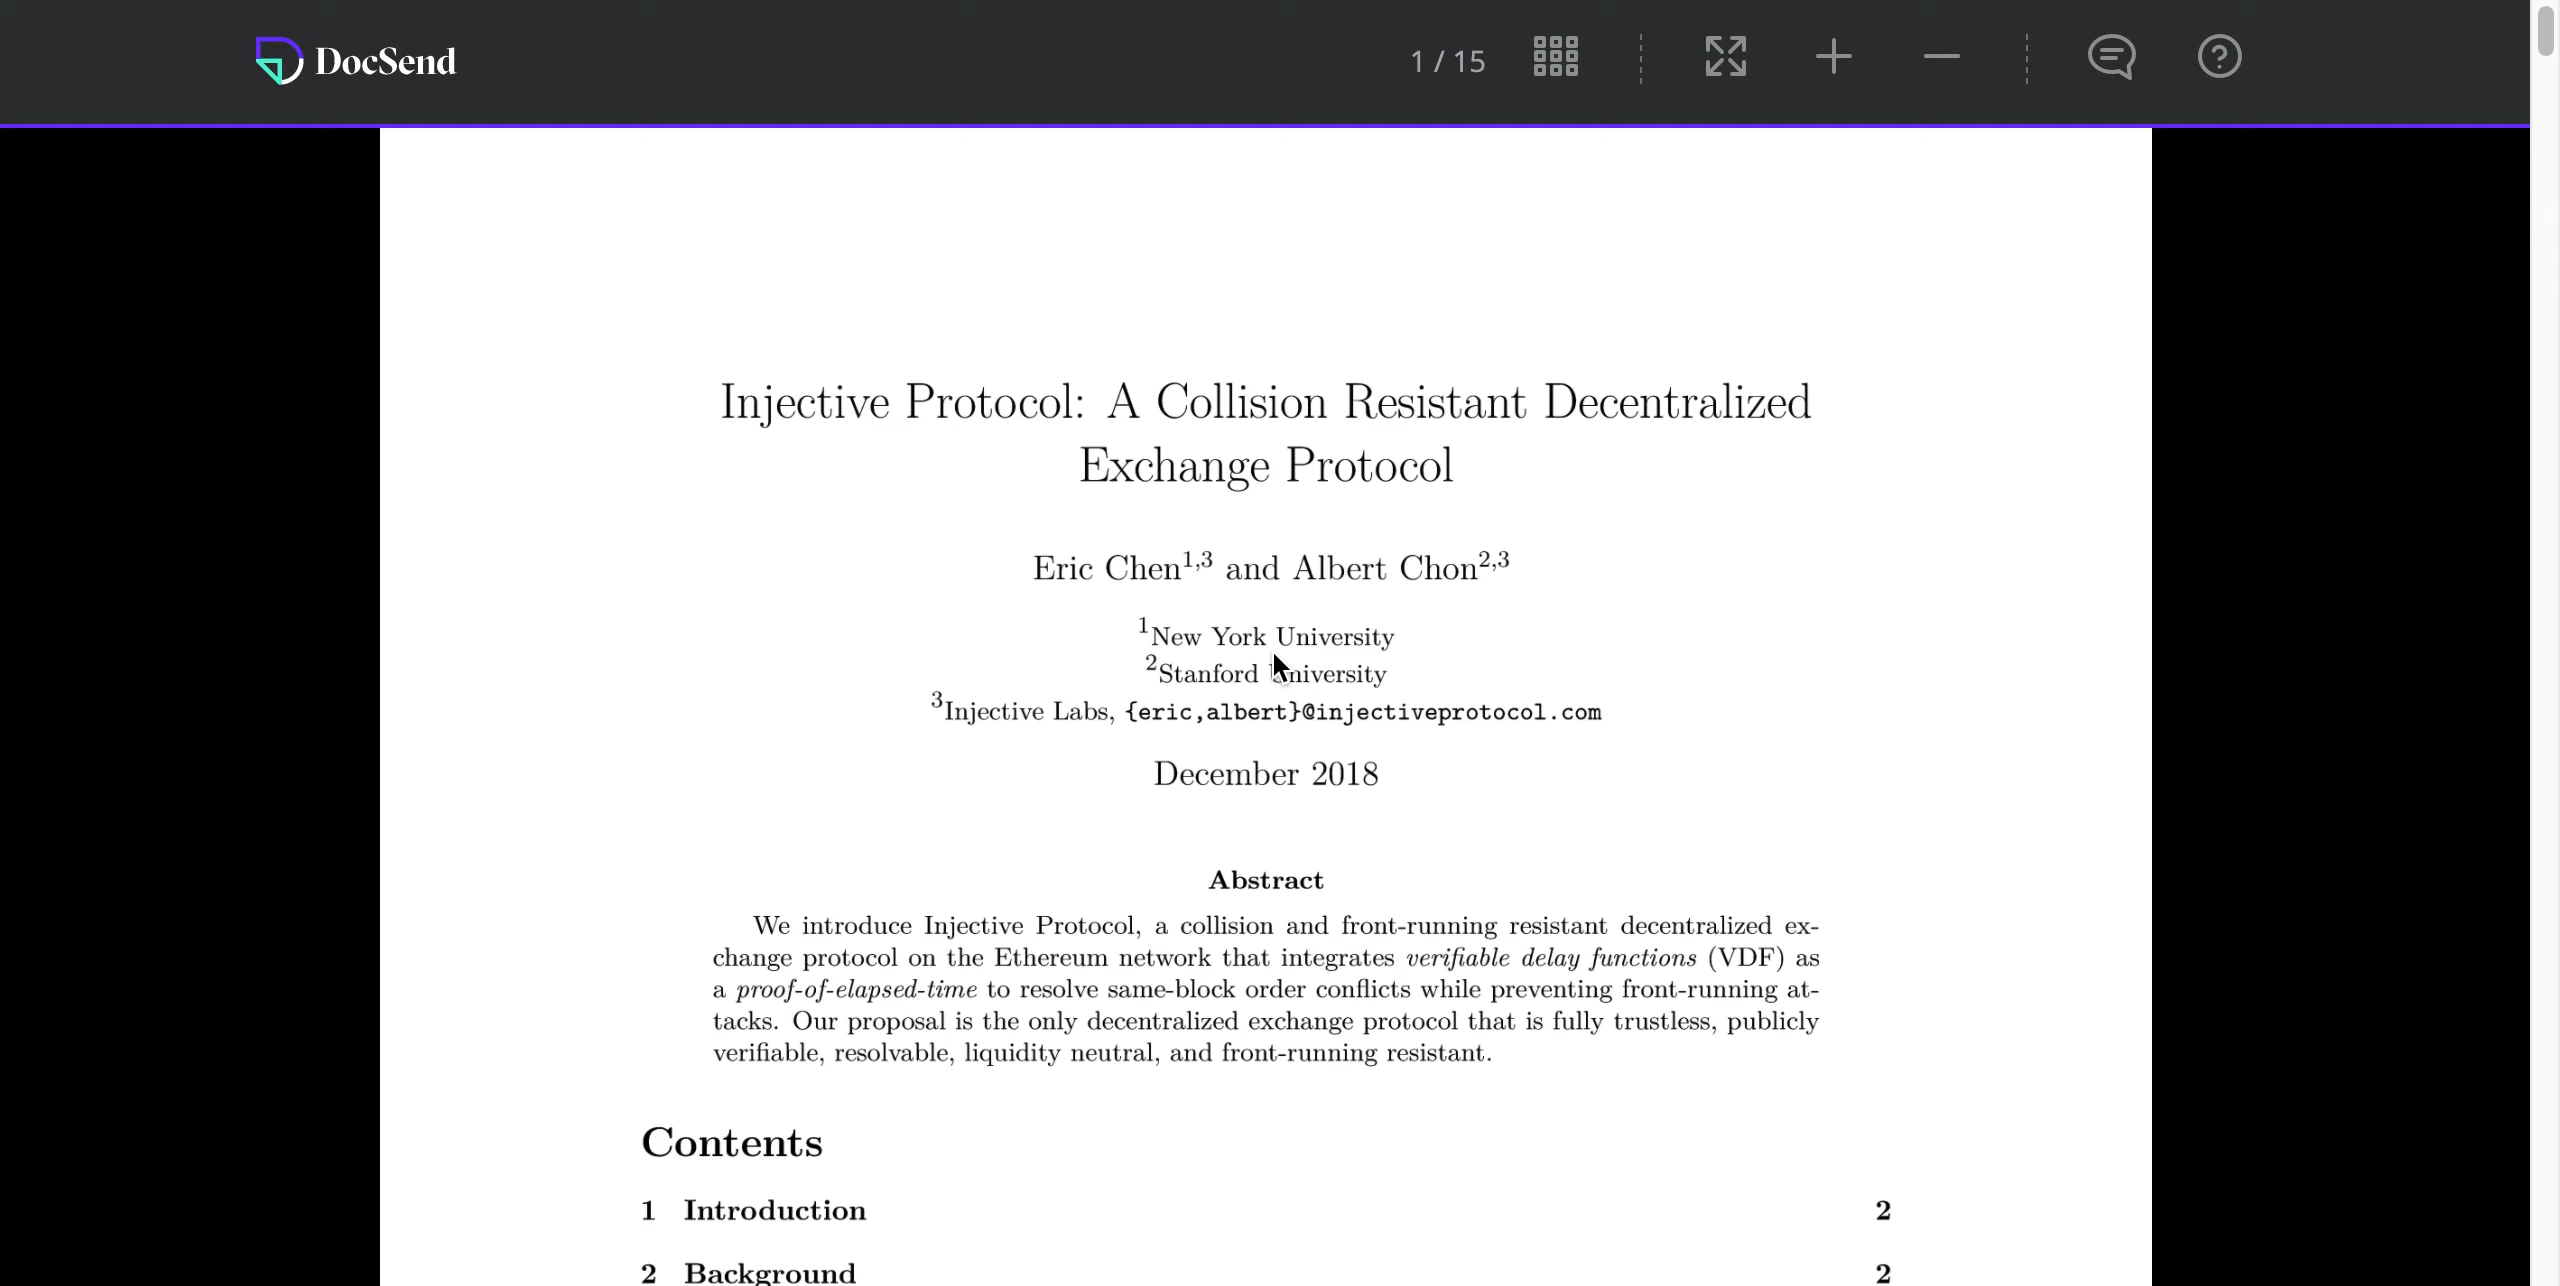 DocSend
1 / 15
Injective Protocol: A Collision Resistant Decentralized
Exchange Protocol
Eric Chen1,3 and Albert Chon2,3
1New York University
2Stanford University
3Injective Labs, {eric,albert}@injectiveprotocol.com
December 2018
Abstract
We introduce Injective Protocol, a collision and front-running resistant decentralized ex-
change protocol on the Ethereum network that integrates verifiable delay functions (VDF) as
a proof-of-elapsed-time to resolve same-block order conflicts while preventing front-running at-
tacks. Our proposal is the only decentralized exchange protocol that is fully trustless, publicly
verifiable, resolvable, liquidity neutral, and front-running resistant.
Contents
1 Introduction 2
2 Background 2